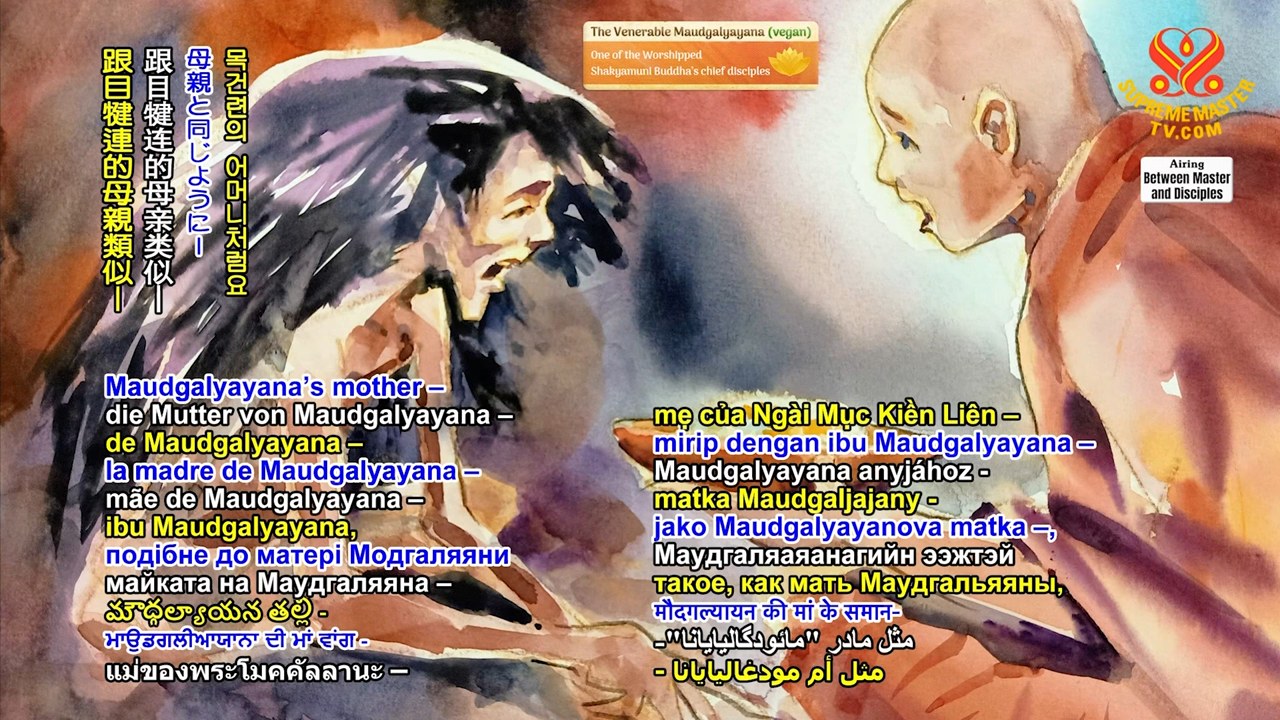 The Venerable Maudgalyayana (vegan)
One of the Worshipped
Shakyamuni Buddha's chief disciples
SUPREME MASTER
TV.COM
Airing
Between Master
and Disciples
목건련의 어머니처럼요
母親と同じように－
跟目犍连的母亲类似－
跟目犍連的母親類似－
Maudgalyayana's mother –
die Mutter von Maudgalyayana –
de Maudgalyayana –
la madre de Maudgalyayana –
mãe de Maudgalyayana –
ibu Maudgalyayana,
подібне до матері Модгаляяни
майката на Маудгаляяна –
మౌద్గల్యాయన తల్లి -
ਮਾਉਡਗਲੀਆਯਾਨਾ ਦੀ ਮਾਂ ਵਾਂਗ -
แม่ของพระโมคคัลลานะ –
mẹ của Ngài Mục Kiền Liên –
mirip dengan ibu Maudgalyayana –
Maudgalyayana anyjához -
matka Maudgaljajany -
jako Maudgalyayanova matka –,
Маудгаляаяанагийн ээжтэй
такое, как мать Маудгальяяны,
मौदगल्यायन की मां के समान-
مثل مادر "مائودگالیایانا"-
مثل أم مودغاليايانا -